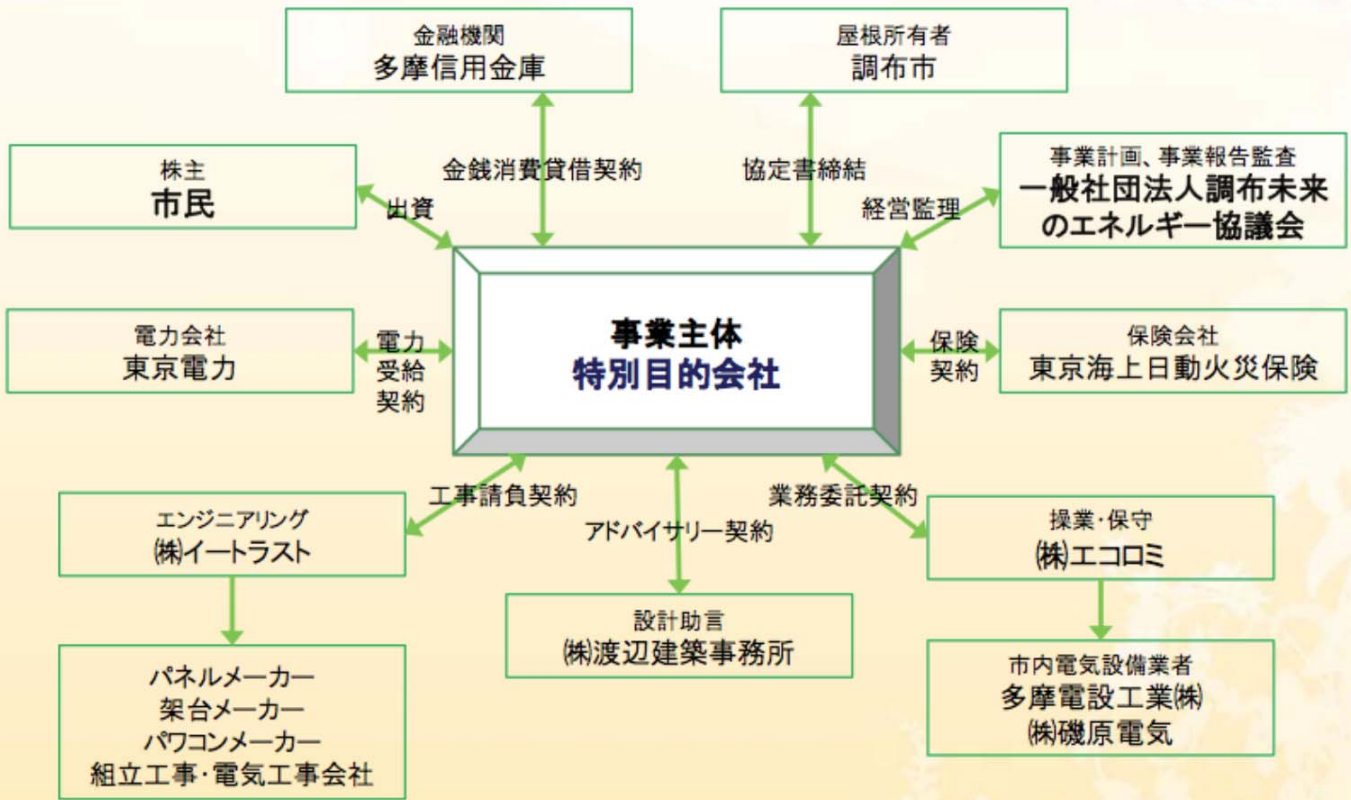 金融機関
多摩信用金庫
屋根所有者
調布市
株主
市民
出資
金銭消費貸借契約
協定書締結
経営監理
事業計画、事業報告監査
一般社団法人調布未来
のエネルギー協議会
電力会社
東京電力
電力
受給
契約
事業主体
特別目的会社
保険
契約
保険会社
東京海上日動火災保険
工事請負契約
アドバイザリー契約
業務委託契約
エンジニアリング
㈱イートラスト
設計助言
㈱渡辺建築事務所
操業・保守
㈱エコロミ
パネルメーカー
架台メーカー
パワコンメーカー
組立工事・電気工事会社
市内電気設備業者
多摩電設工業㈱
㈱磯原電気